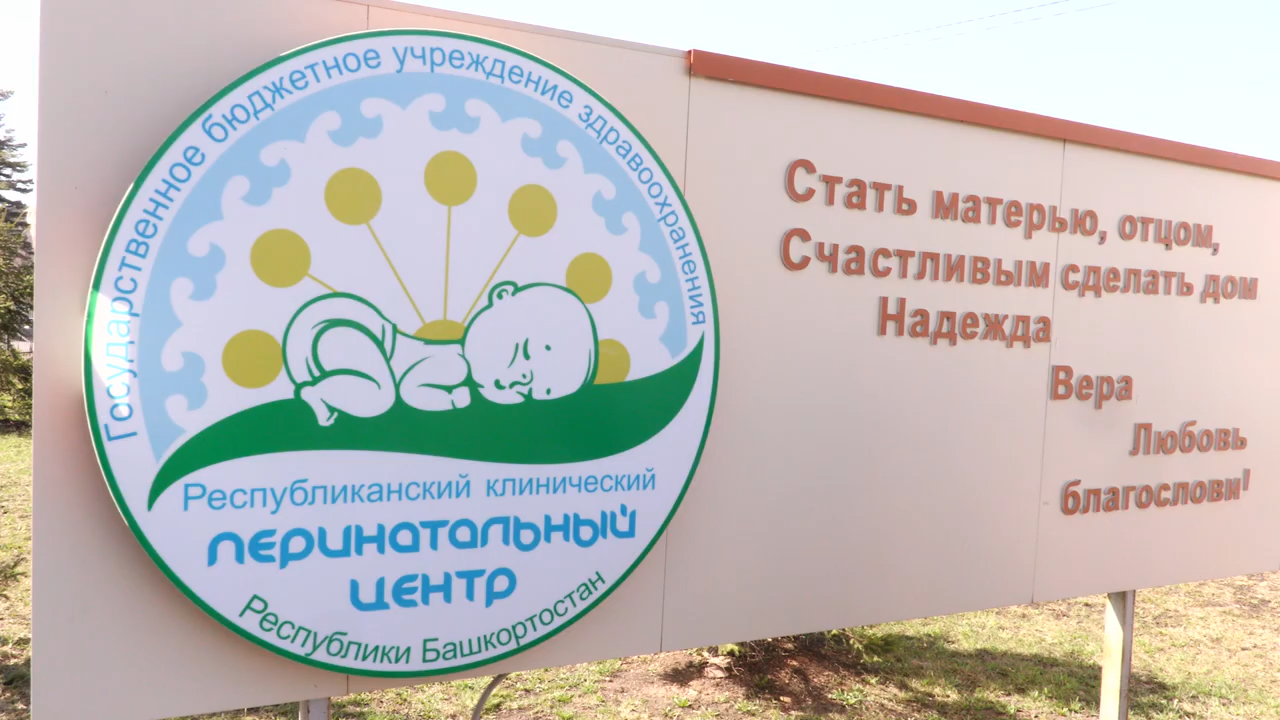 Государственное бюджетное учреждение здравоохранения
Республиканский клинический
перинатальный
центр
Республики Башкортостан
Стать матерью, отцом,
Счастливым сделать дом
Надежда
Вера
Любовь
благослови!